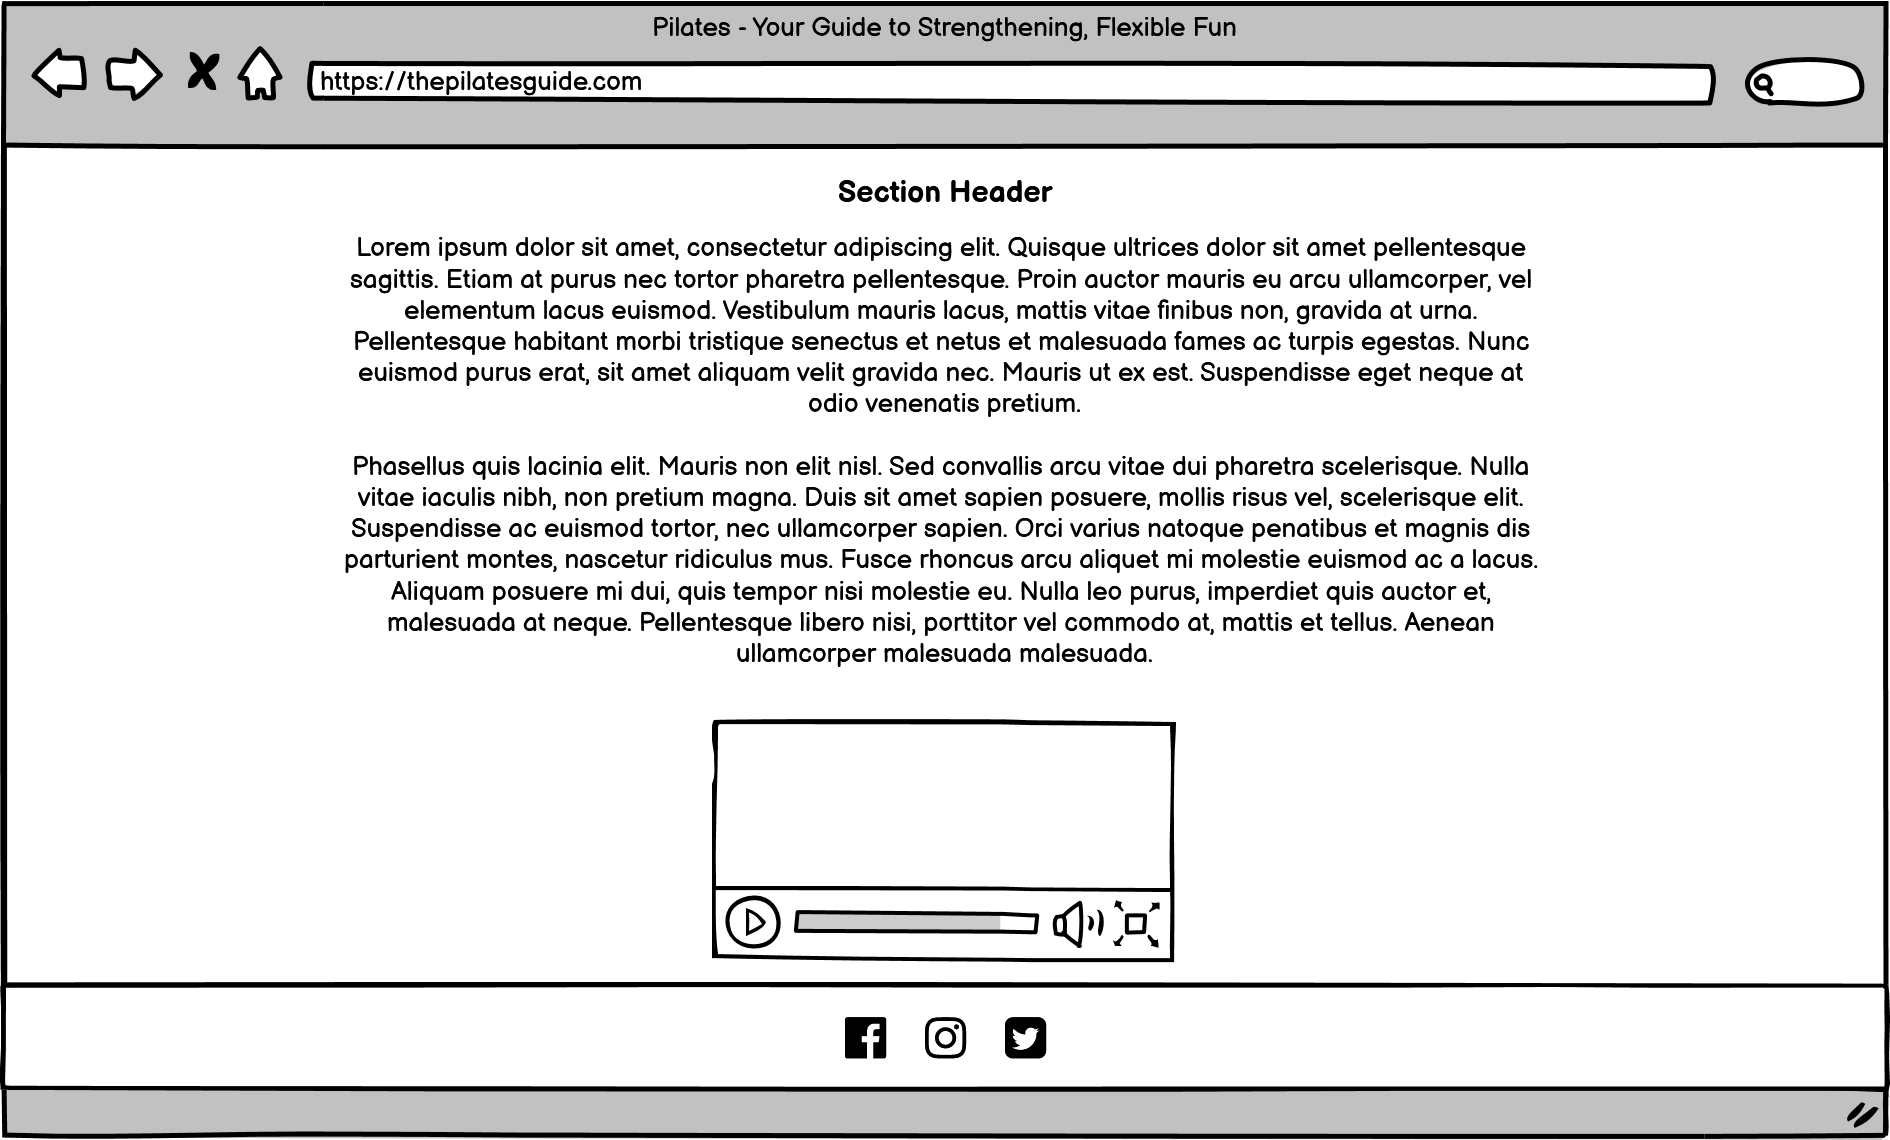 Pilates - Your Guide to Strengthening, Flexible Fun
https://thepilatesguide.com
Section Header
Lorem ipsum dolor sit amet, consectetur adipiscing elit. Quisque ultrices dolor sit amet pellentesque
sagittis. Etiam at purus nec tortor pharetra pellentesque. Proin auctor mauris eu arcu ullamcorper, vel
elementum lacus euismod. Vestibulum mauris lacus, mattis vitae finibus non, gravida at urna.
Pellentesque habitant morbi tristique senectus et netus et malesuada fames ac turpis egestas. Nunc
euismod purus erat, sit amet aliquam velit gravida nec. Mauris ut ex est. Suspendisse eget neque at
odio venenatis pretium.
Phasellus quis lacinia elit. Mauris non elit nisl. Sed convallis arcu vitae dui pharetra scelerisque. Nulla
vitae iaculis nibh, non pretium magna. Duis sit amet sapien posuere, mollis risus vel, scelerisque elit.
Suspendisse ac euismod tortor, nec ullamcorper sapien. Orci varius natoque penatibus et magnis dis
parturient montes, nascetur ridiculus mus. Fusce rhoncus arcu aliquet mi molestie euismod ac a lacus.
Aliquam posuere mi dui, quis tempor nisi molestie eu. Nulla leo purus, imperdiet quis auctor et,
malesuada at neque. Pellentesque libero nisi, porttitor vel commodo at, mattis et tellus. Aenean
ullamcorper malesuada malesuada.